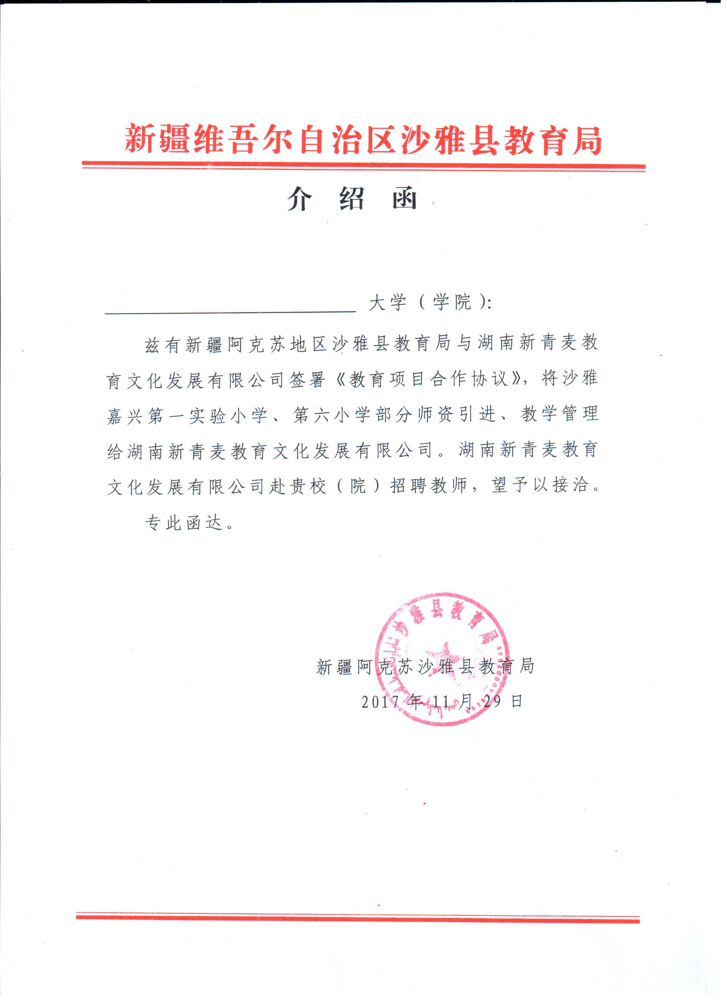 新疆维吾尔自治区沙雅县教育局
介绍函
大学（学院）：
兹有新疆阿克苏地区沙雅县教育局与湖南新青麦教
育文化发展有限公司签署《教育项目合作协议》，将沙雅
嘉兴第一实验小学、第六小学部分师资引进、教学管理
给湖南新青麦教育文化发展有限公司。湖南新青麦教育
文化发展有限公司赴贵校（院）招聘教师，望予以接洽。
专此函达。
沙雅县教育局
新疆阿克苏沙雅县教育局
2017年11月29日